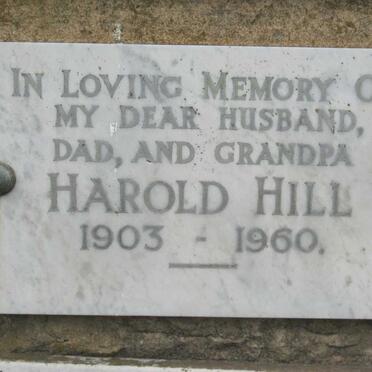 IN LOVING MEMORY O
MY DEAR HUSBAND,
DAD, AND GRANDPA
HAROLD HILL
1903 - 1960.